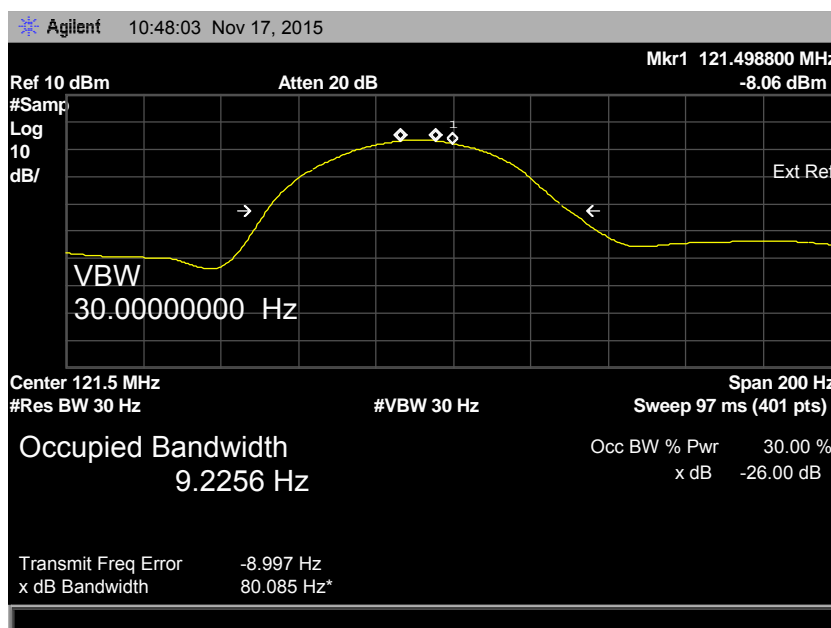 Agilent 10:48:03 Nov 17, 2015
Mkr1 121.498800 MHz
Ref 10 dBm Atten 20 dB -8.06 dBm
#Samp
Log
10
dB/
1
Ext Ref
VBW
30.00000000 Hz
Center 121.5 MHz Span 200 Hz
#Res BW 30 Hz #VBW 30 Hz Sweep 97 ms (401 pts)
Occupied Bandwidth Occ BW % Pwr 30.00 %
9.2256 Hz x dB -26.00 dB
Transmit Freq Error -8.997 Hz
x dB Bandwidth 80.085 Hz*